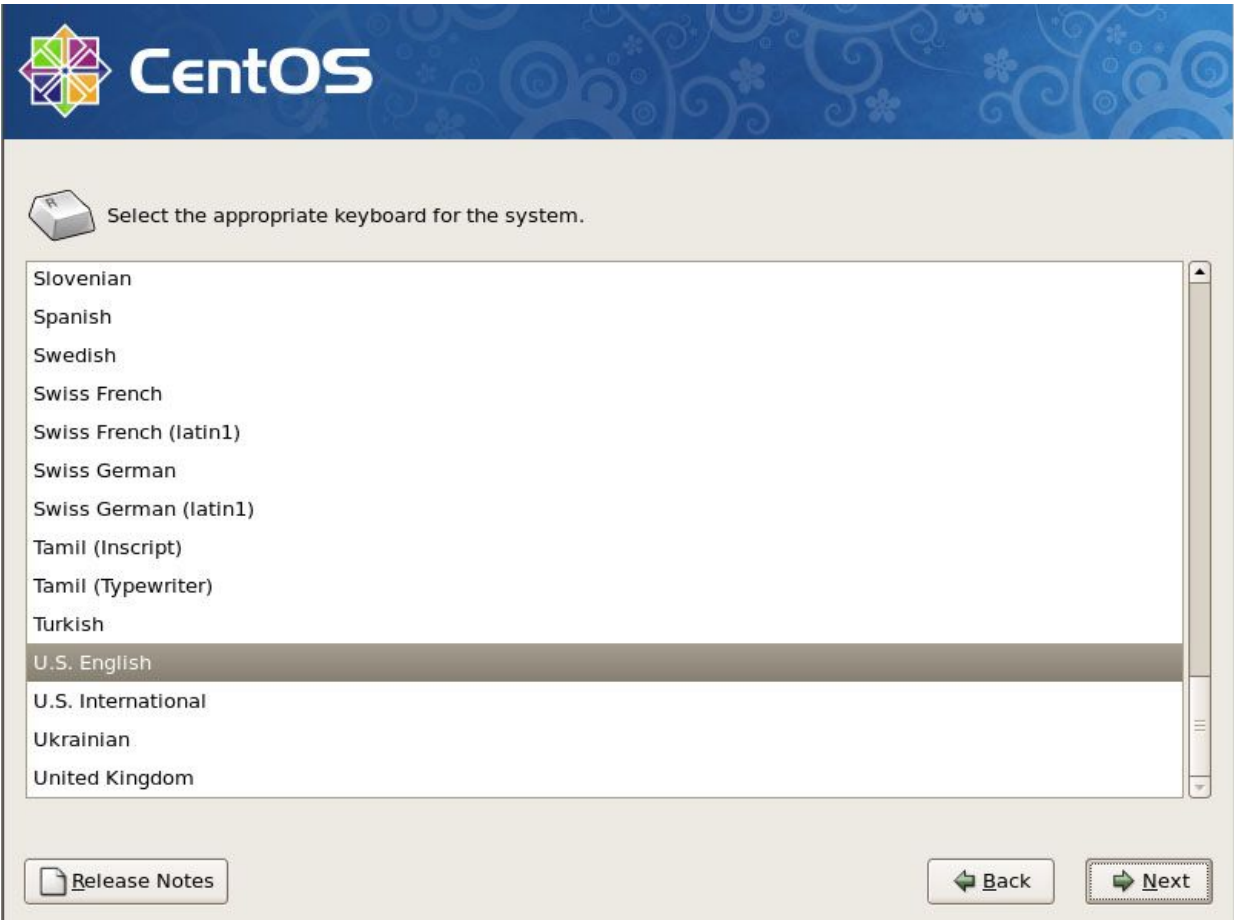 CentOS
R
Select the appropriate keyboard for the system.
Slovenian
Spanish
Swedish
Swiss French
Swiss French (latin1)
Swiss German
Swiss German (latin1)
Tamil (Inscript)
Tamil (Typewriter)
Turkish
U.S. English
U.S. International
Ukrainian
United Kingdom
Release Notes
Back
Next